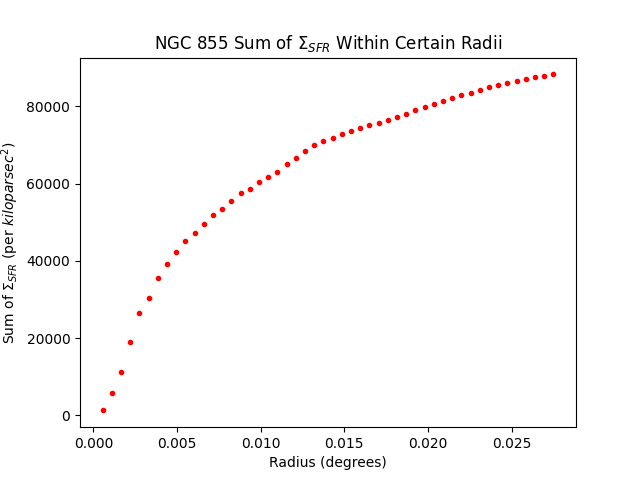 NGC 855 Sum of Σ_SFR Within Certain Radii
80000
60000
40000
20000
0
Sum of Σ_SFR (per kiloparsec²)
0.000 0.005 0.010 0.015 0.020 0.025
Radius (degrees)